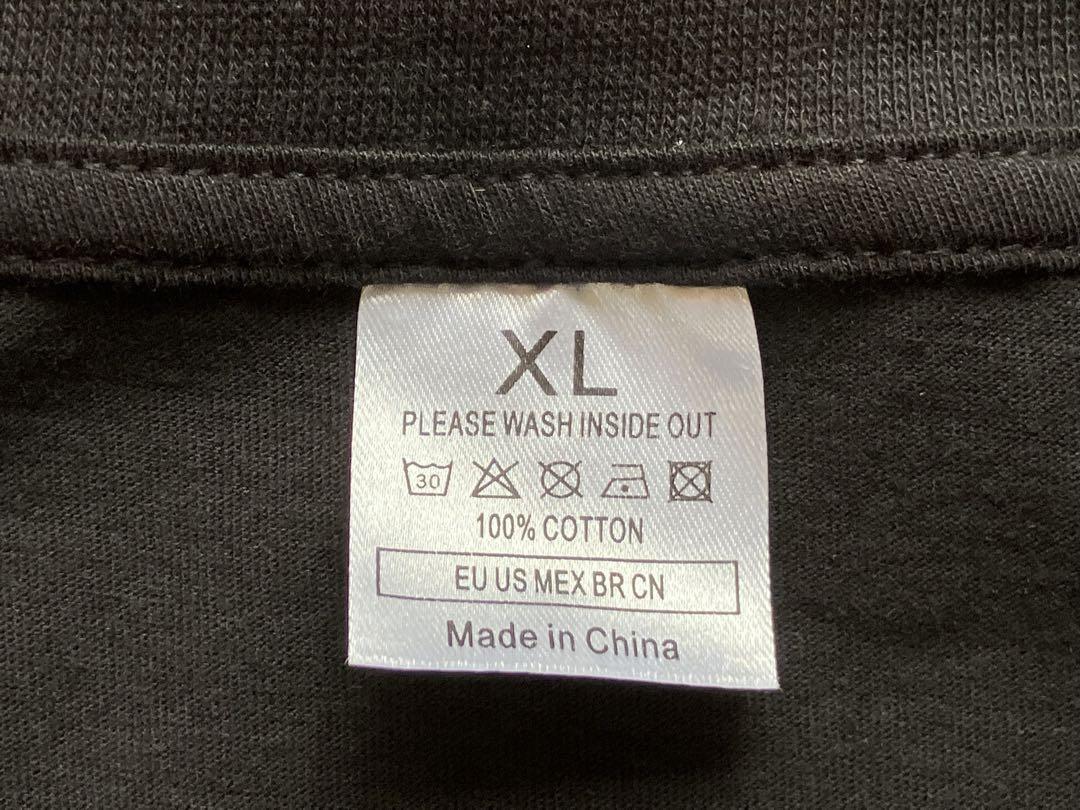 XL
PLEASE WASH INSIDE OUT
30
100% COTTON
EU US MEX BR CN
Made in China